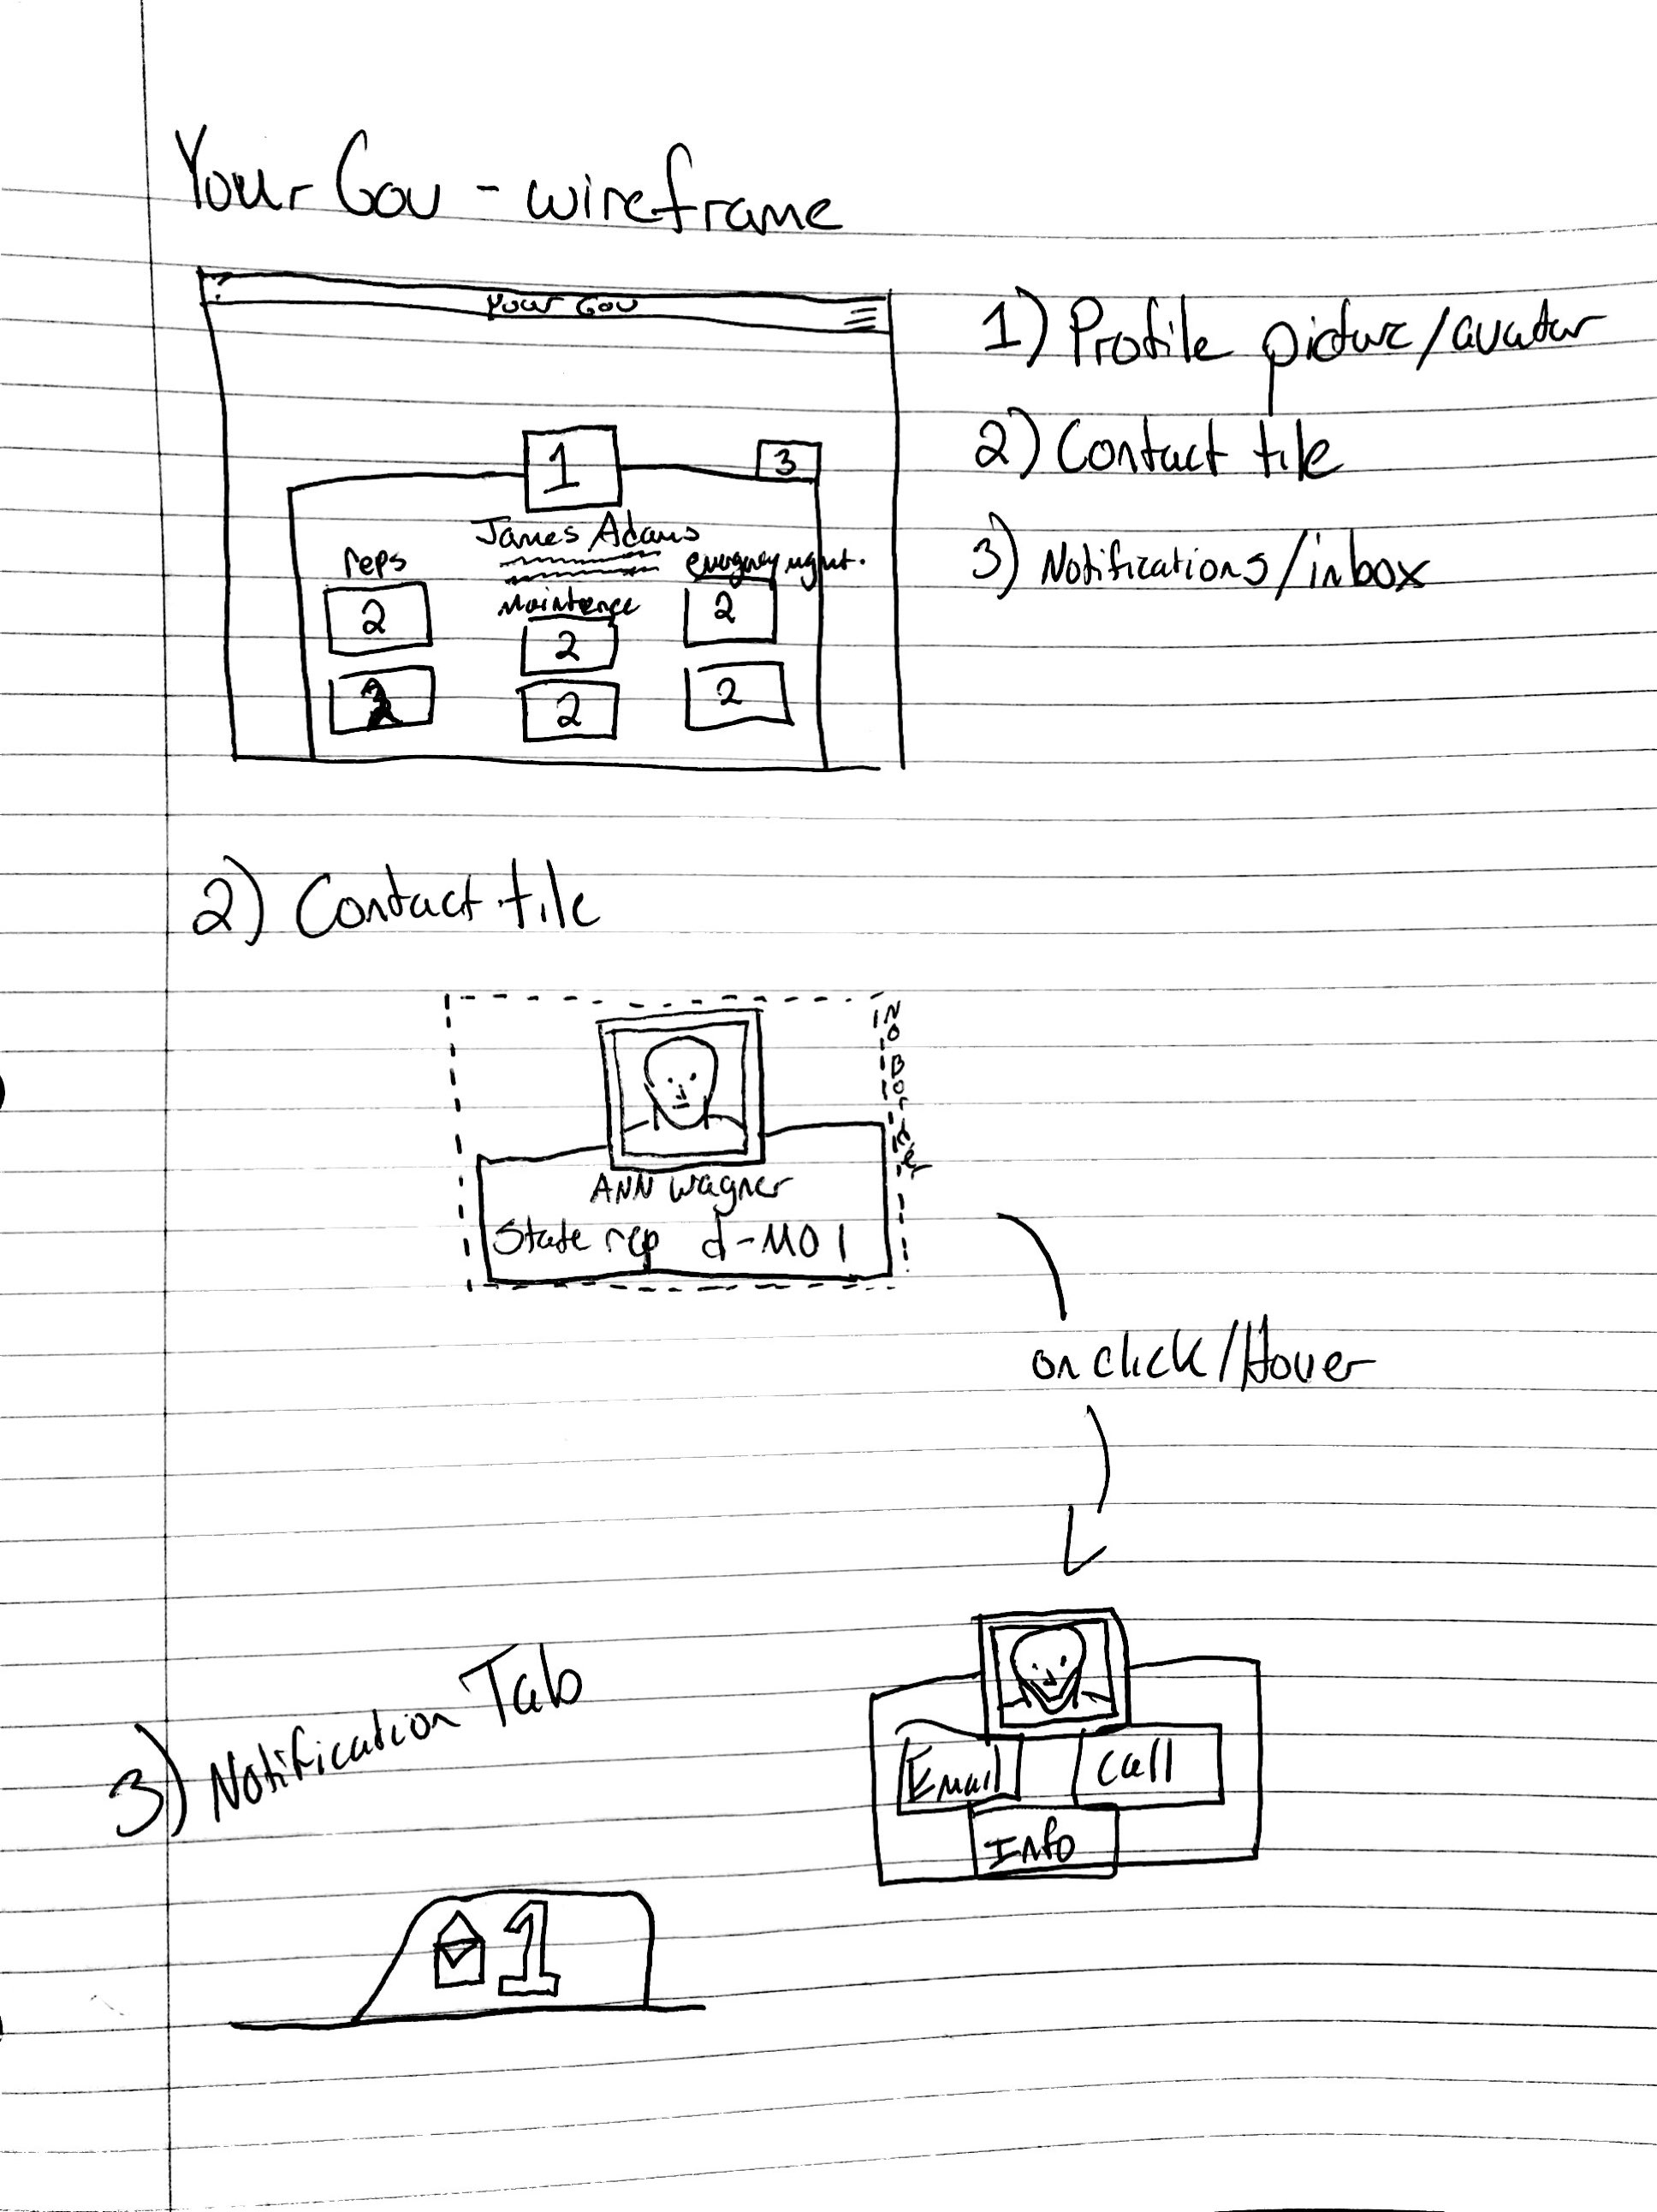 Your Gov - wireframe
Your Gov
1) Profile picture/avatar
2) Contact tile
3) Notifications/inbox
1
3
James Adams
reps
emergency mgmt.
Maintence
2
2
2
2
2
2
2) Contact tile
No Border
ANN Wagner
State rep d-MO 1
on click/Hover
3) Notification Tab
Email
Call
Info
1